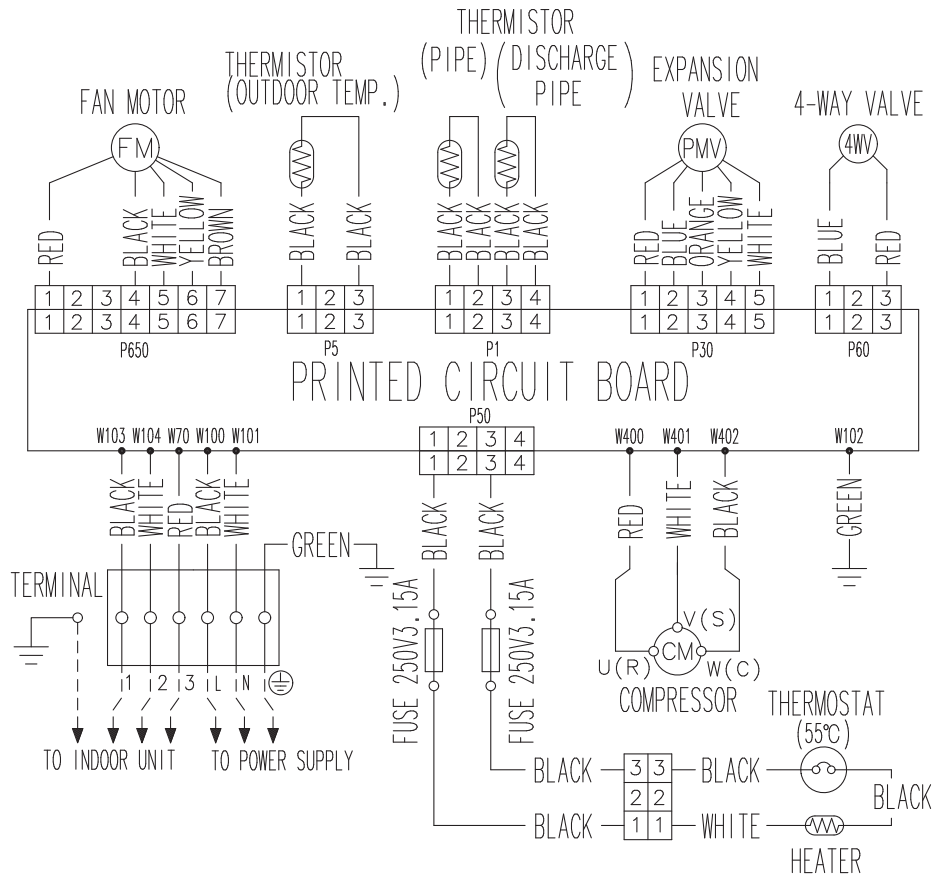 THERMISTOR
(PIPE) (DISCHARGE PIPE)
THERMISTOR
(OUTDOOR TEMP.)
EXPANSION
VALVE
FAN MOTOR
4-WAY VALVE
FM
PMV
4WV
RED BLACK WHITE YELLOW BROWN
BLACK BLACK
BLACK BLACK BLACK BLACK
RED BLUE ORANGE YELLOW WHITE
BLUE RED
1 2 3 4 5 6 7
1 2 3 4 5 6 7
P650
1 2 3
1 2 3
P5
1 2 3 4
1 2 3 4
P1
1 2 3 4 5
1 2 3 4 5
P30
1 2 3
1 2 3
P60
PRINTED CIRCUIT BOARD
P50
1 2 3 4
1 2 3 4
W103 W104 W70 W100 W101
W400 W401 W402
W102
BLACK WHITE RED BLACK WHITE
BLACK BLACK
RED WHITE BLACK
GREEN
GREEN
TERMINAL
1 2 3 L N
TO INDOOR UNIT
TO POWER SUPPLY
FUSE 250V3.15A
FUSE 250V3.15A
V(S)
CM
U(R) W(C)
COMPRESSOR
THERMOSTAT
(55℃)
BLACK 3 3 BLACK
2 2
BLACK
BLACK 1 1 WHITE
HEATER